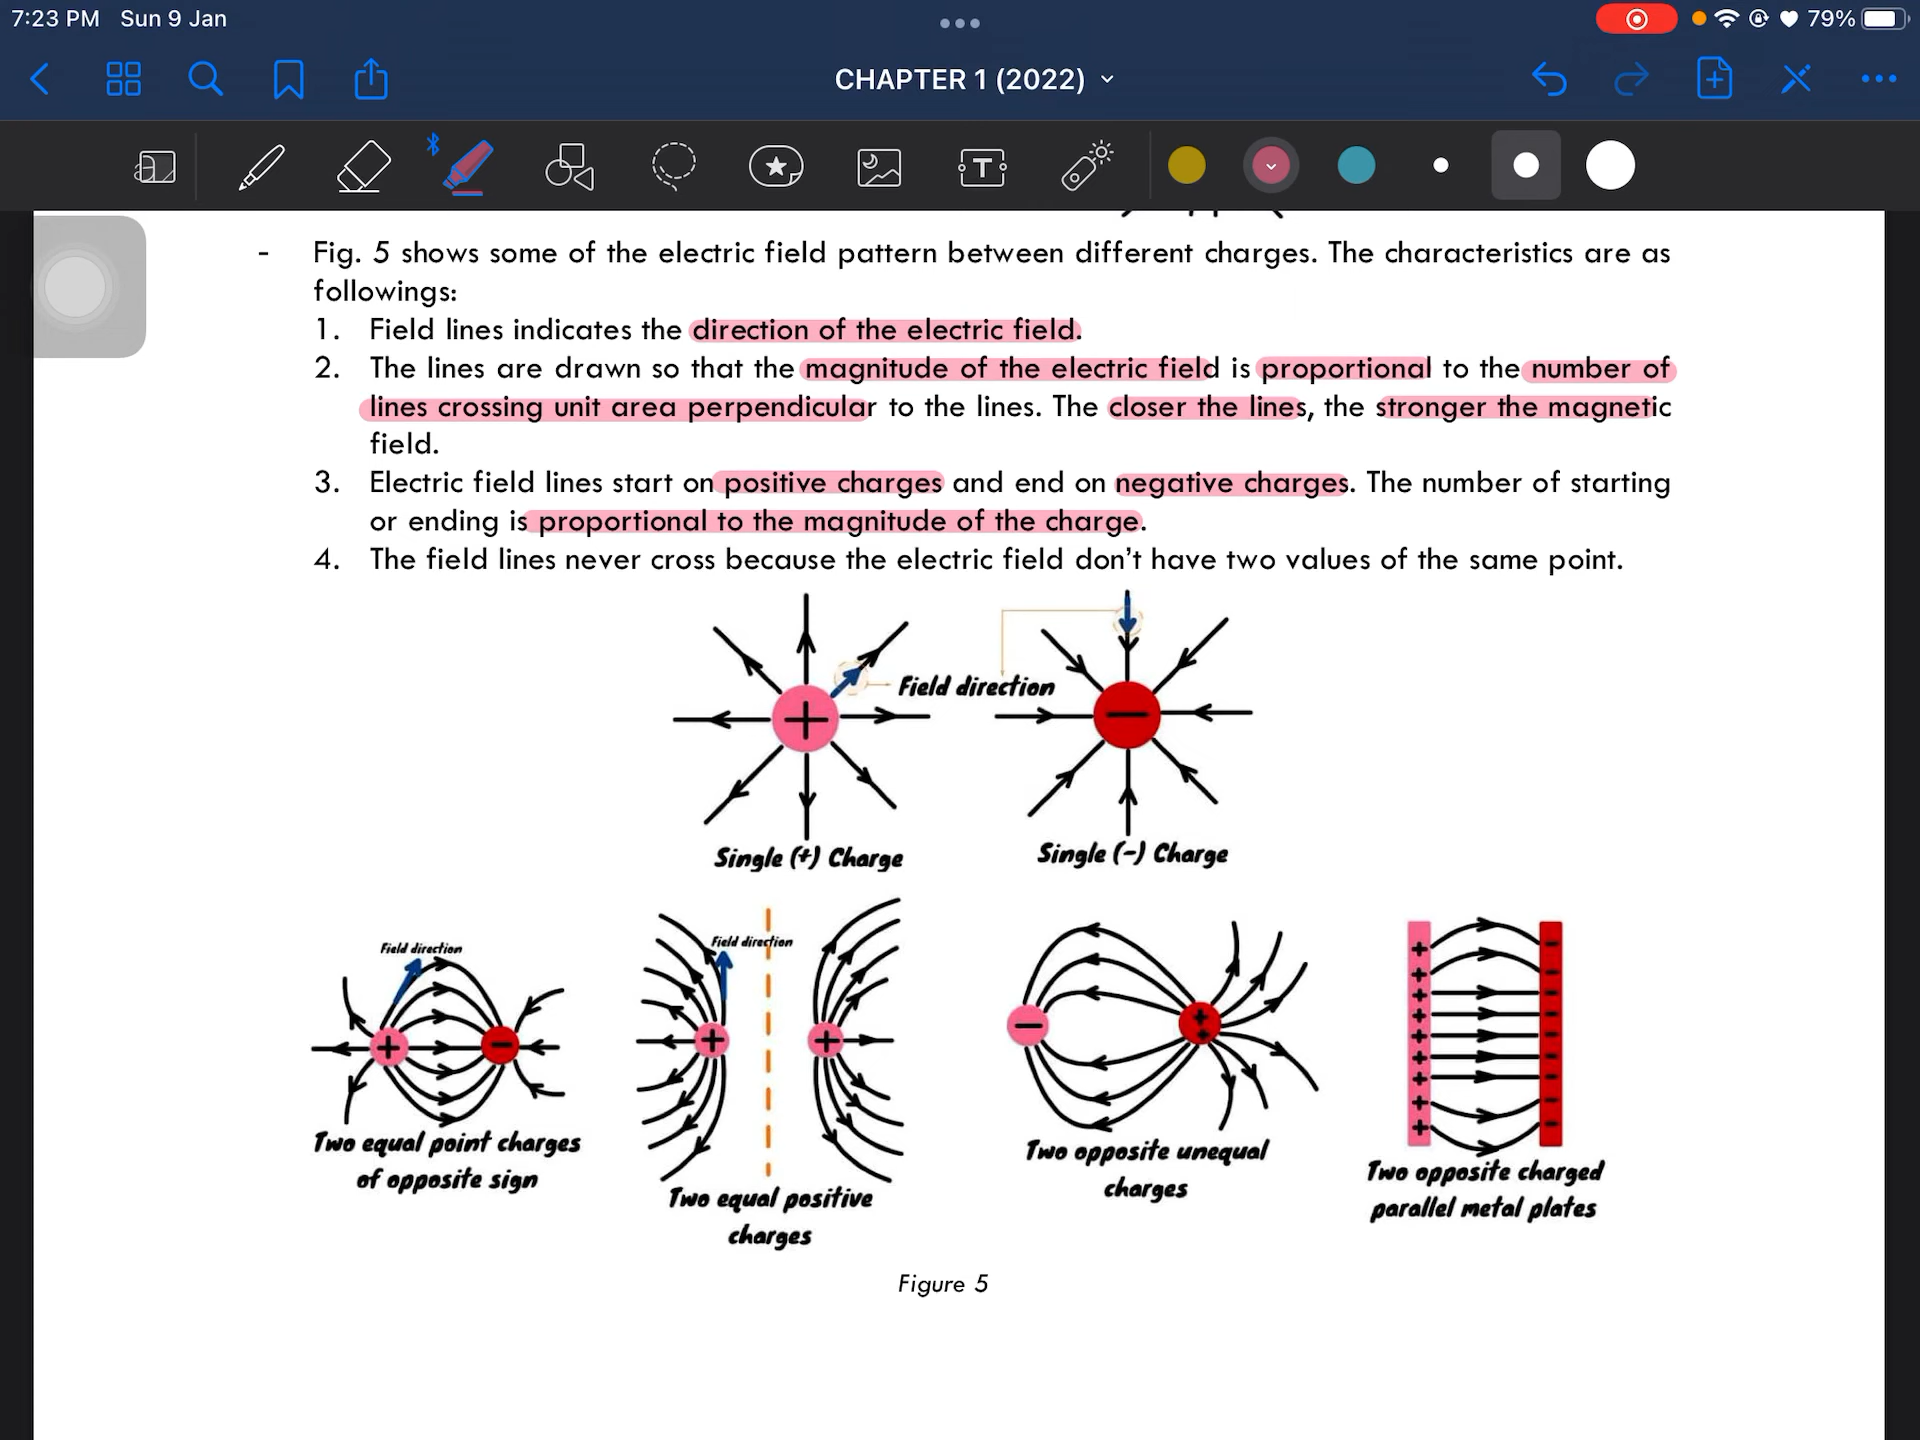 7:23 PM Sun 9 Jan
79%
CHAPTER 1 (2022)
- Fig. 5 shows some of the electric field pattern between different charges. The characteristics are as
followings:
1. Field lines indicates the direction of the electric field.
2. The lines are drawn so that the magnitude of the electric field is proportional to the number of
lines crossing unit area perpendicular to the lines. The closer the lines, the stronger the magnetic
field.
3. Electric field lines start on positive charges and end on negative charges. The number of starting
or ending is proportional to the magnitude of the charge.
4. The field lines never cross because the electric field don't have two values of the same point.
Field direction
Single (+) Charge
Single (-) Charge
Field direction
Two equal point charges
of opposite sign
Field direction
Two equal positive
charges
Two opposite unequal
charges
Two opposite charged
parallel metal plates
Figure 5